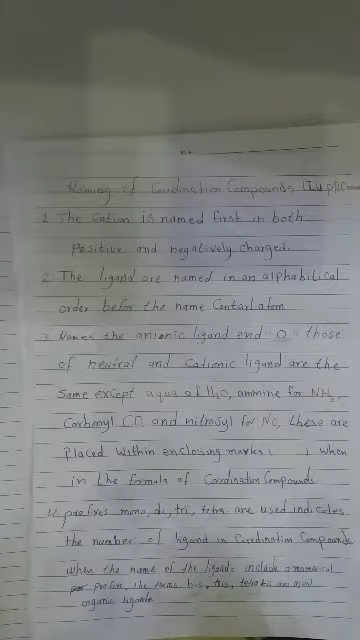 Naming of Cordination Compounds (Iupp
1. The Cation is named first in both
Positive and negatively charged.
2. The ligand are named in an alphabitical
order befor the name Contarl atom
3. Names the anionic ligand end "O" those
of neutral and Cationic ligand are the
Same except aqua of H2O, ammine for NH3,
Carbonyl CO, and nitrosyl for NO, these are
Placed within enclosing marks ( ) when
in the formula of Coordination Compounds
4. prefixes mono, di, tri, tetra. are used indicates
the number of ligand in Coordination Compounds
when the name of the ligands include a numerical
prefix, the terms bis, tris, tetrakis are used
organic ligands